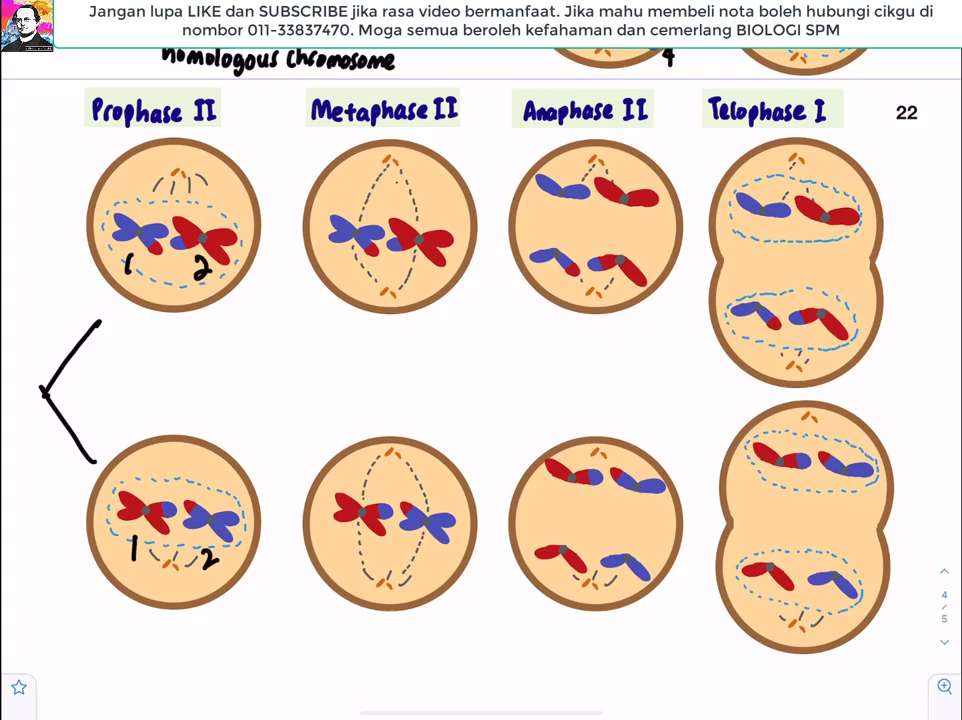 Jangan lupa LIKE dan SUBSCRIBE jika rasa video bermanfaat. Jika mahu membeli nota boleh hubungi cikgu di
nombor 011-33837470. Moga semua beroleh kefahaman dan cemerlang BIOLOGI SPM
homologous chromosome
4
Prophase II
Metaphase II
Anaphase II
Telophase I
22
1 2
1 2
4
/
5